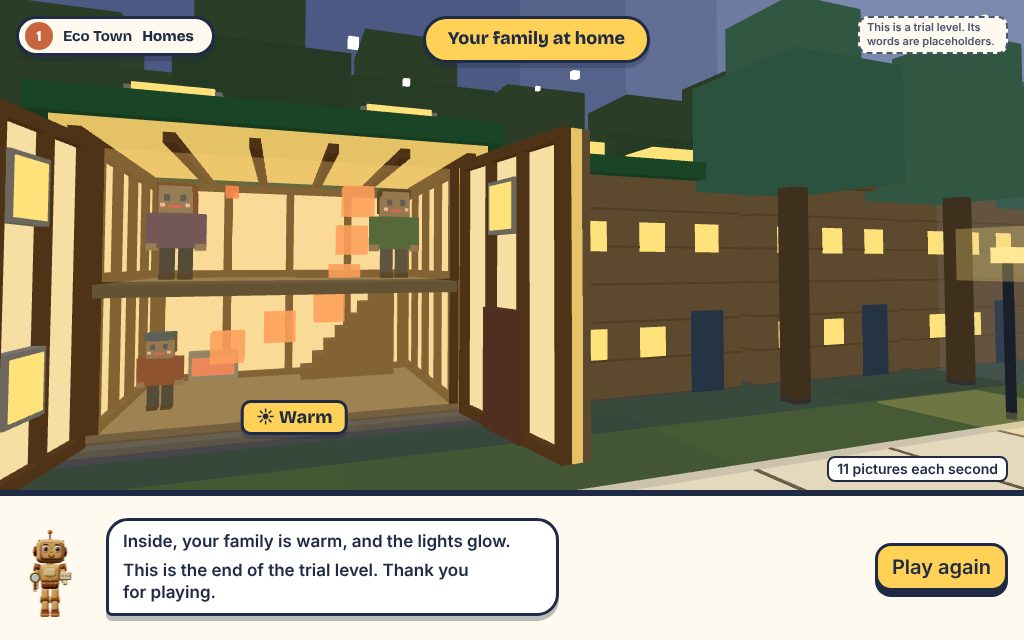 1 Eco Town Homes
Your family at home
This is a trial level. Its
words are placeholders.
☀ Warm
11 pictures each second
Inside, your family is warm, and the lights glow.
This is the end of the trial level. Thank you
for playing.
Play again